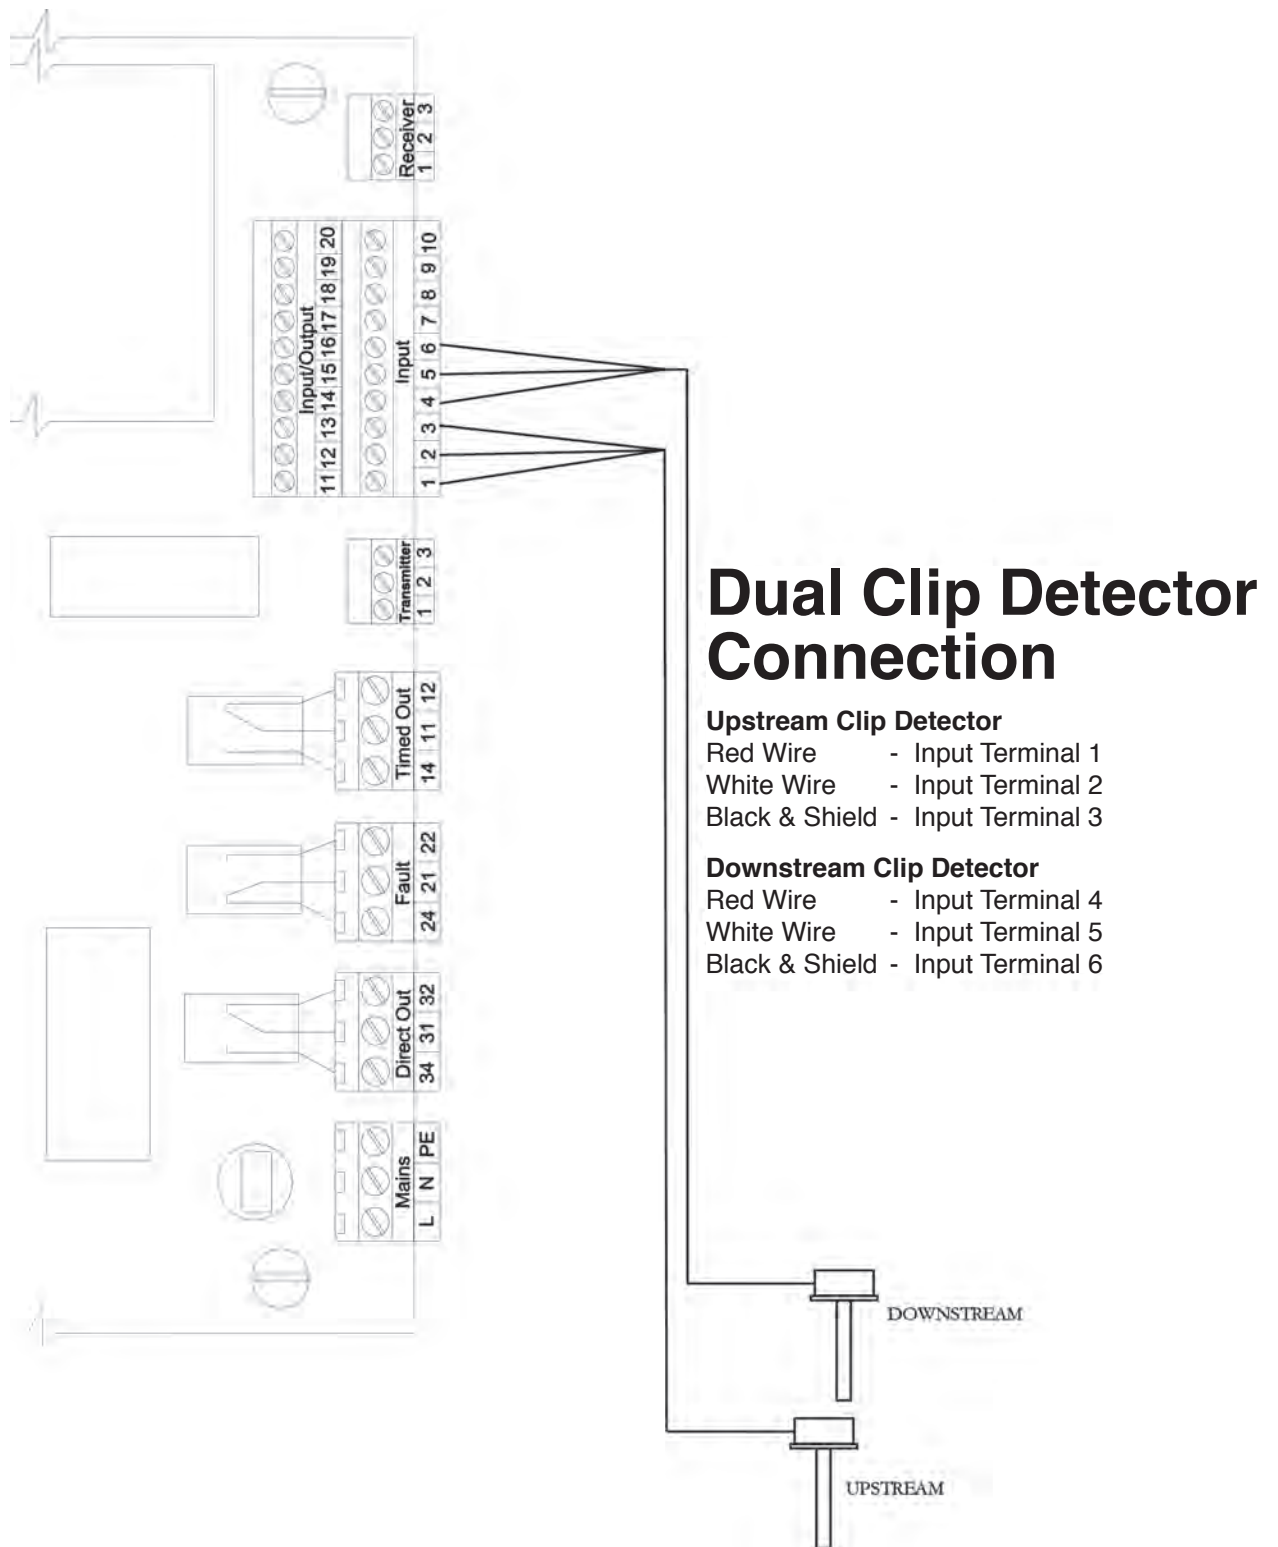 Receiver
1 2 3
Input/Output
11 12 13 14 15 16 17 18 19 20
Input
1 2 3 4 5 6 7 8 9 10
Transmitter
1 2 3
Dual Clip Detector
Connection
Upstream Clip Detector
Red Wire - Input Terminal 1
White Wire - Input Terminal 2
Black & Shield - Input Terminal 3
Downstream Clip Detector
Red Wire - Input Terminal 4
White Wire - Input Terminal 5
Black & Shield - Input Terminal 6
Timed Out
14 11 12
Fault
24 21 22
Direct Out
34 31 32
Mains
L N PE
DOWNSTREAM
UPSTREAM